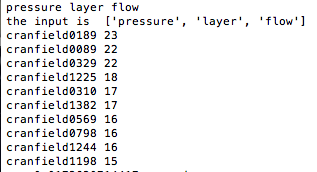 pressure layer flow
the input is  ['pressure', 'layer', 'flow']
cranfield0189 23
cranfield0089 22
cranfield0329 22
cranfield1225 18
cranfield0310 17
cranfield1382 17
cranfield0569 16
cranfield0798 16
cranfield1244 16
cranfield1198 15